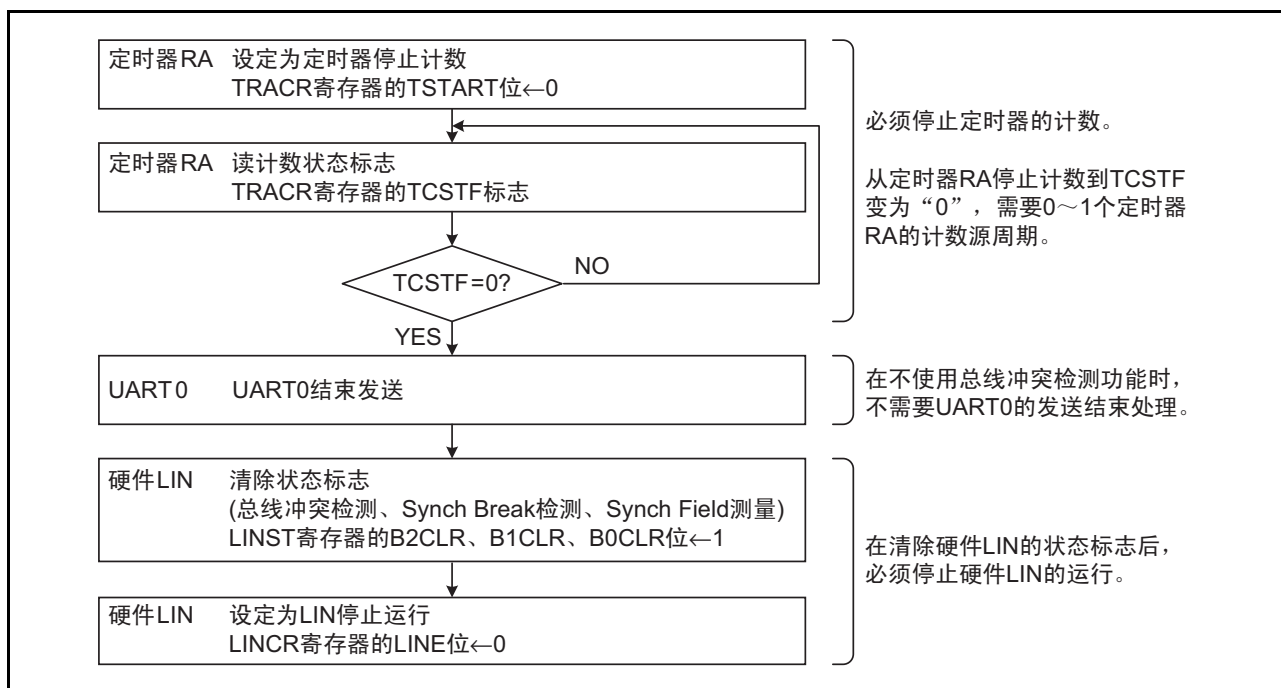 定时器RA 设定为定时器停止计数
TRACR寄存器的TSTART位←0
定时器RA 读计数状态标志
TRACR寄存器的TCSTF标志
TCSTF=0?
NO
YES
必须停止定时器的计数。
从定时器RA停止计数到TCSTF
变为“0”，需要0～1个定时器
RA的计数源周期。
UART0 UART0结束发送
在不使用总线冲突检测功能时，
不需要UART0的发送结束处理。
硬件LIN 清除状态标志
(总线冲突检测、Synch Break检测、Synch Field测量)
LINST寄存器的B2CLR、B1CLR、B0CLR位←1
硬件LIN 设定为LIN停止运行
LINCR寄存器的LINE位←0
在清除硬件LIN的状态标志后，
必须停止硬件LIN的运行。